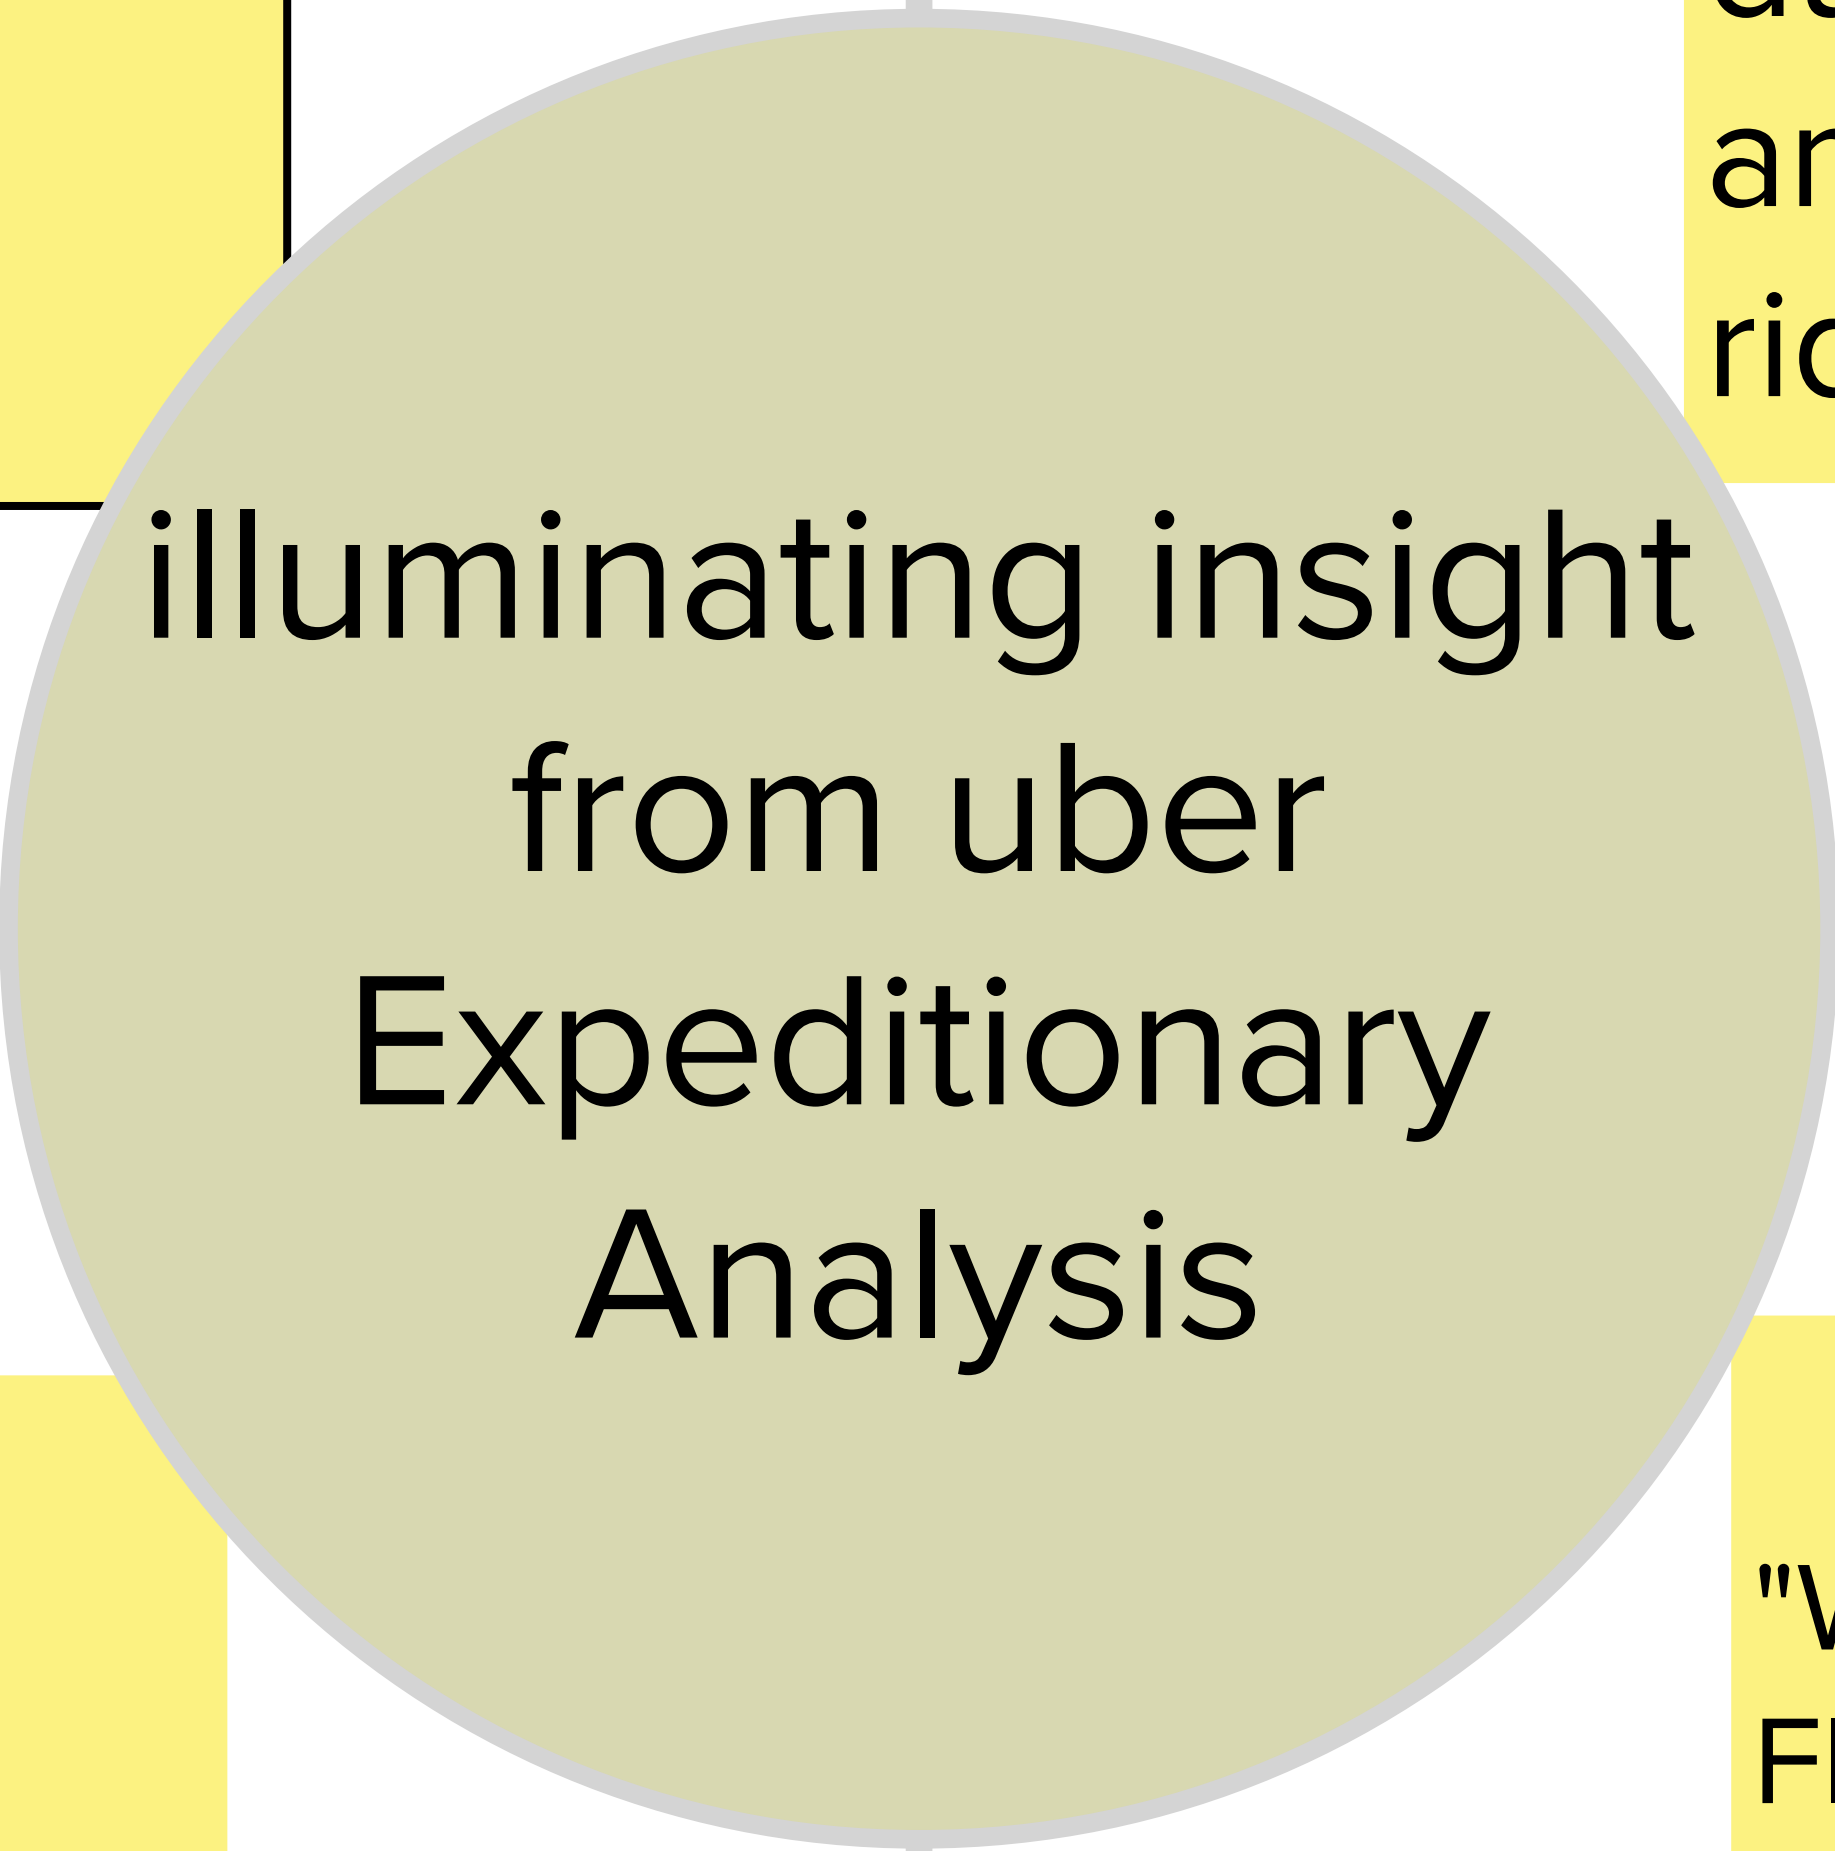 illuminating insight
from uber
Expeditionary
Analysis